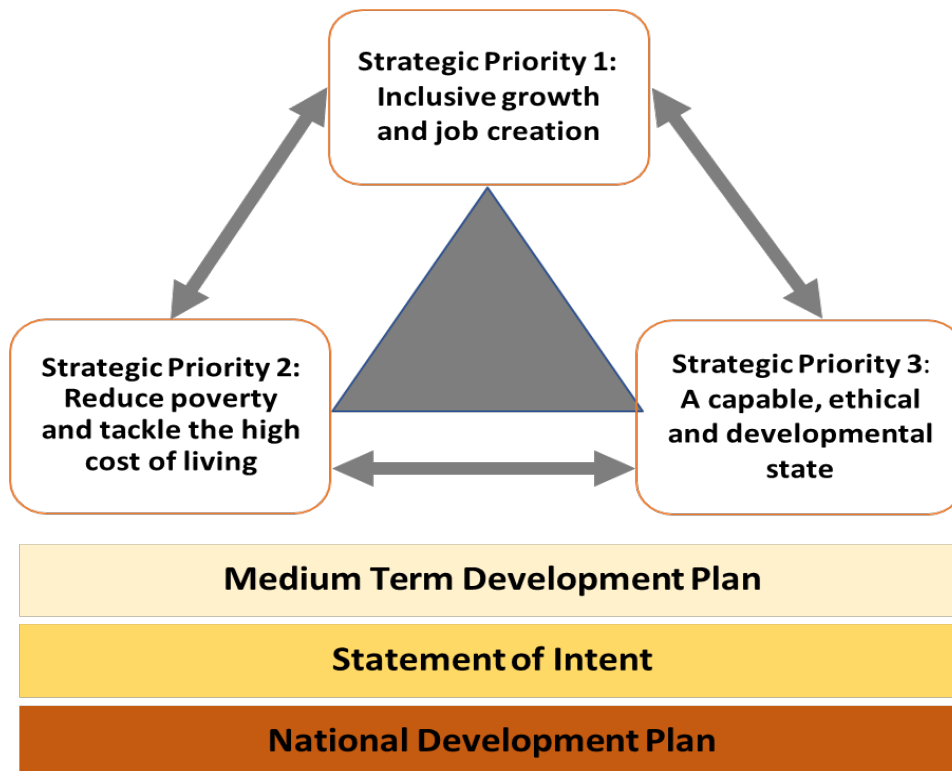 Strategic Priority 1:
Inclusive growth
and job creation
Strategic Priority 2:
Reduce poverty
and tackle the high
cost of living
Strategic Priority 3:
A capable, ethical
and developmental
state
Medium Term Development Plan
Statement of Intent
National Development Plan